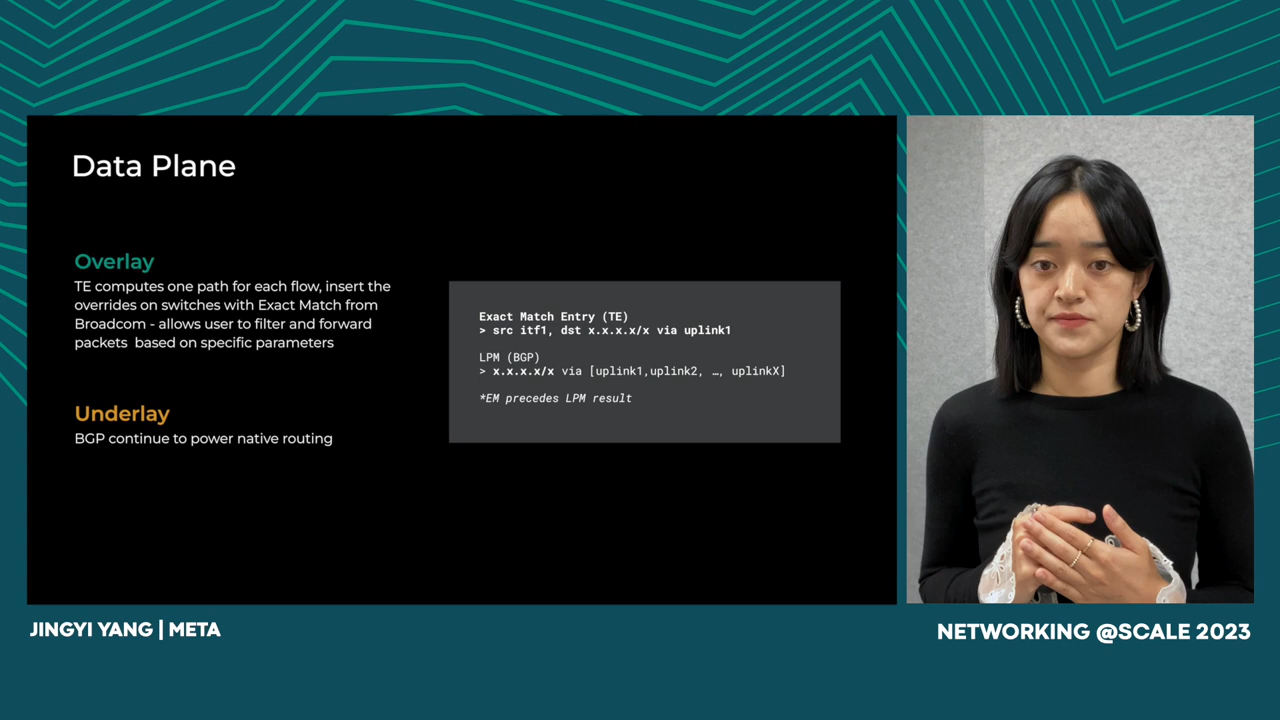 Data Plane
Overlay
TE computes one path for each flow, insert the
overrides on switches with Exact Match from
Broadcom - allows user to filter and forward
packets  based on specific parameters
Underlay
BGP continue to power native routing
Exact Match Entry (TE)
> src itf1, dst x.x.x.x/x via uplink1
LPM (BGP)
> x.x.x.x/x via [uplink1,uplink2, …, uplinkX]
*EM precedes LPM result
JINGYI YANG | META
NETWORKING @SCALE 2023